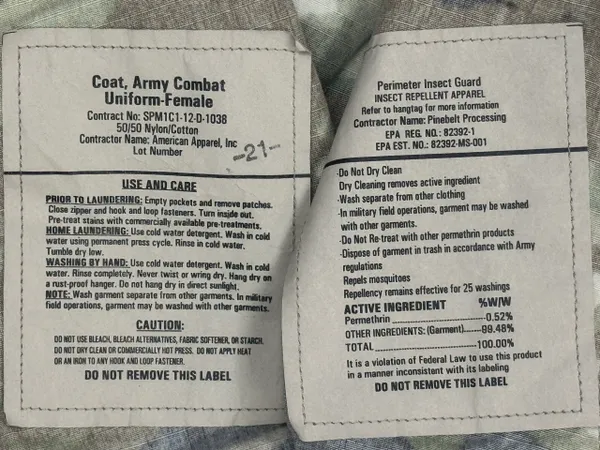 Coat, Army Combat
Uniform-Female
Contract No: SPM1C1-12-D-1038
50/50 Nylon/Cotton
Contractor Name: American Apparel, Inc
Lot Number
-21-
USE AND CARE
PRIOR TO LAUNDERING: Empty pockets and remove patches.
Close zipper and hook and loop fasteners. Turn inside out.
Pre-treat stains with commercially available pre-treatments.
HOME LAUNDERING: Use cold water detergent. Wash in cold
water using permanent press cycle. Rinse in cold water.
Tumble dry low.
WASHING BY HAND: Use cold water detergent. Wash in cold
water. Rinse completely. Never twist or wring dry. Hang dry on
a rust-proof hanger. Do not hang dry in direct sunlight.
NOTE: Wash garment separate from other garments. In military
field operations, garment may be washed with other garments.
CAUTION:
DO NOT USE BLEACH, BLEACH ALTERNATIVES, FABRIC SOFTENER, OR STARCH.
DO NOT DRY CLEAN OR COMMERCIALLY HOT PRESS. DO NOT APPLY HEAT
OR AN IRON TO ANY HOOK AND LOOP FASTENER.
DO NOT REMOVE THIS LABEL
Perimeter Insect Guard
INSECT REPELLENT APPAREL
Refer to hangtag for more information
Contractor Name: Pinebelt Processing
EPA REG. NO.: 82392-1
EPA EST. NO.: 82392-MS-001
·Do Not Dry Clean
Dry Cleaning removes active ingredient
·Wash separate from other clothing
·In military field operations, garment may be washed
with other garments.
·Do Not Re-treat with other permethrin products
·Dispose of garment in trash in accordance with Army
regulations
Repels mosquitoes
Repellency remains effective for 25 washings
ACTIVE INGREDIENT %W/W
Permethrin ---------- 0.52%
OTHER INGREDIENTS: (Garment)------ 99.48%
TOTAL ---------- 100.00%
It is a violation of Federal Law to use this product
in a manner inconsistent with its labeling
DO NOT REMOVE THIS LABEL